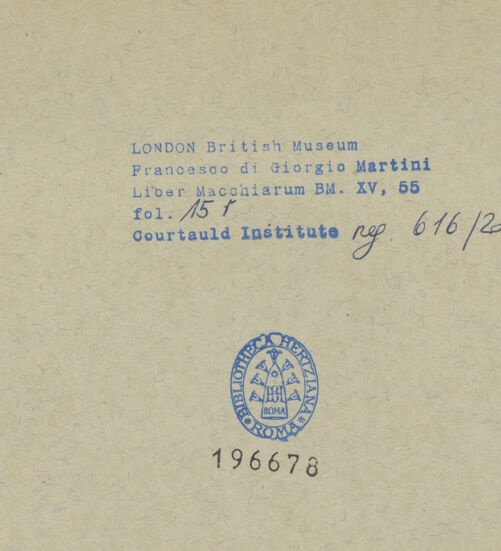 LONDON British Museum
Francesco di Giorgio Martini
Liber Macchiarum BM. XV, 55
fol. 15 r
Courtauld Institute neg. 616/
BIBLIOTHECA HERTZIANA
ROMA
ROMA
196678